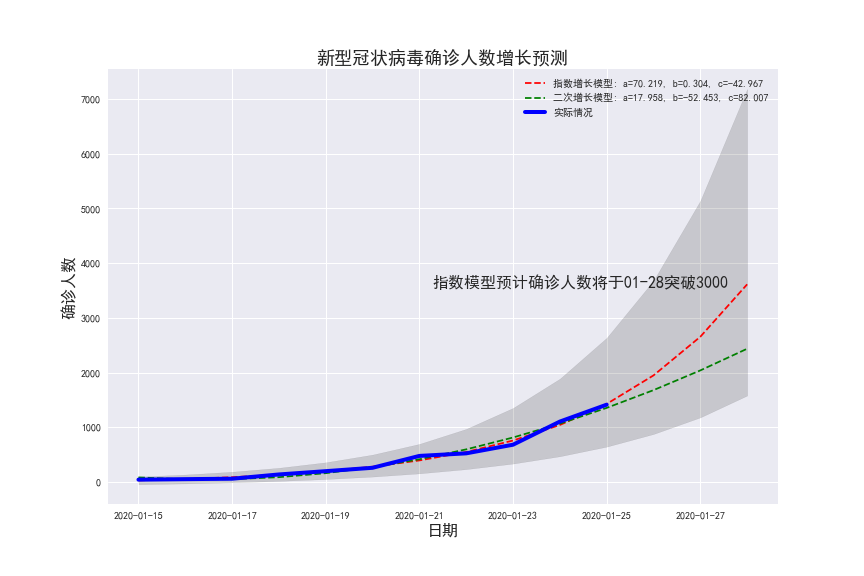 新型冠状病毒确诊人数增长预测
指数增长模型: a=70.219, b=0.304, c=-42.967
二次增长模型: a=17.958, b=-52.453, c=82.007
实际情况
7000
6000
5000
4000
3000
2000
1000
0
确诊人数
指数模型预计确诊人数将于01-28突破3000
2020-01-15
2020-01-17
2020-01-19
2020-01-21
2020-01-23
2020-01-25
2020-01-27
日期